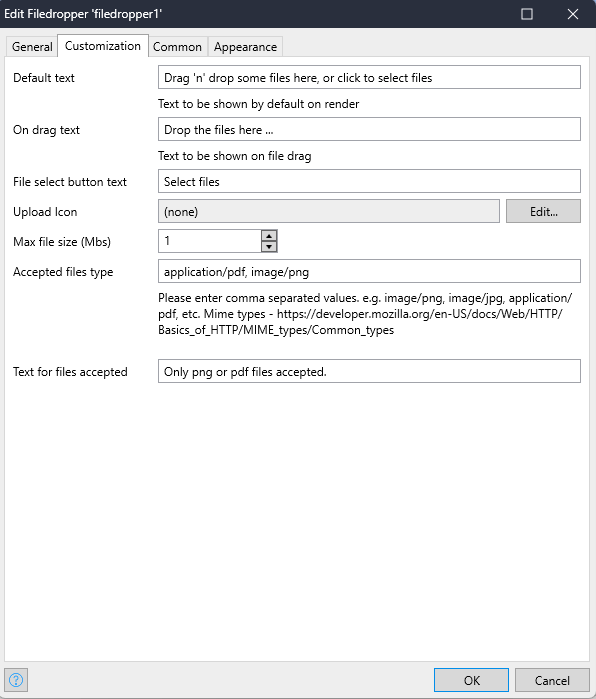 Edit Filedropper 'filedropper1'
General Customization Common Appearance
Default text Drag 'n' drop some files here, or click to select files
Text to be shown by default on render
On drag text Drop the files here ...
Text to be shown on file drag
File select button text Select files
Upload Icon (none) Edit...
Max file size (Mbs) 1
Accepted files type application/pdf, image/png
Please enter comma separated values. e.g. image/png, image/jpg, application/
pdf, etc. Mime types - https://developer.mozilla.org/en-US/docs/Web/HTTP/
Basics_of_HTTP/MIME_types/Common_types
Text for files accepted Only png or pdf files accepted.
? OK Cancel